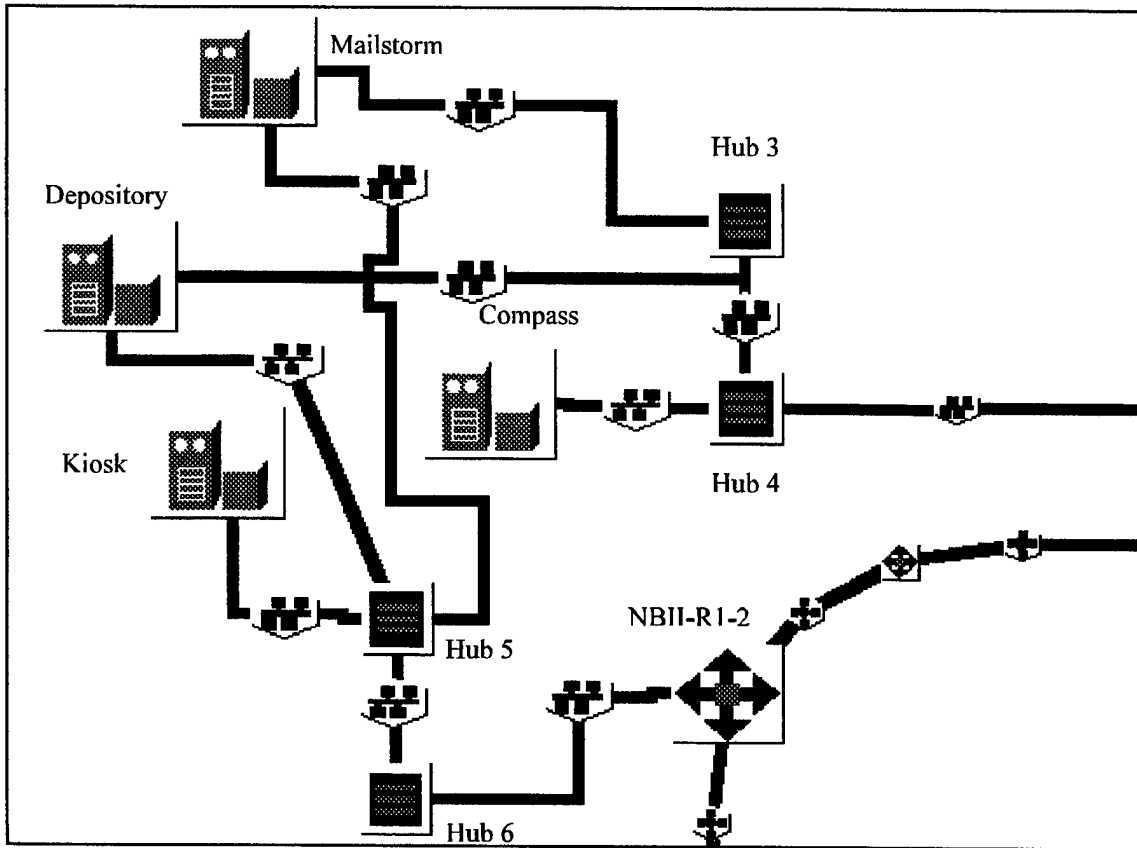 Mailstorm
Hub 3
Depository
Compass
Kiosk
Hub 4
NBII-R1-2
Hub 5
Hub 6